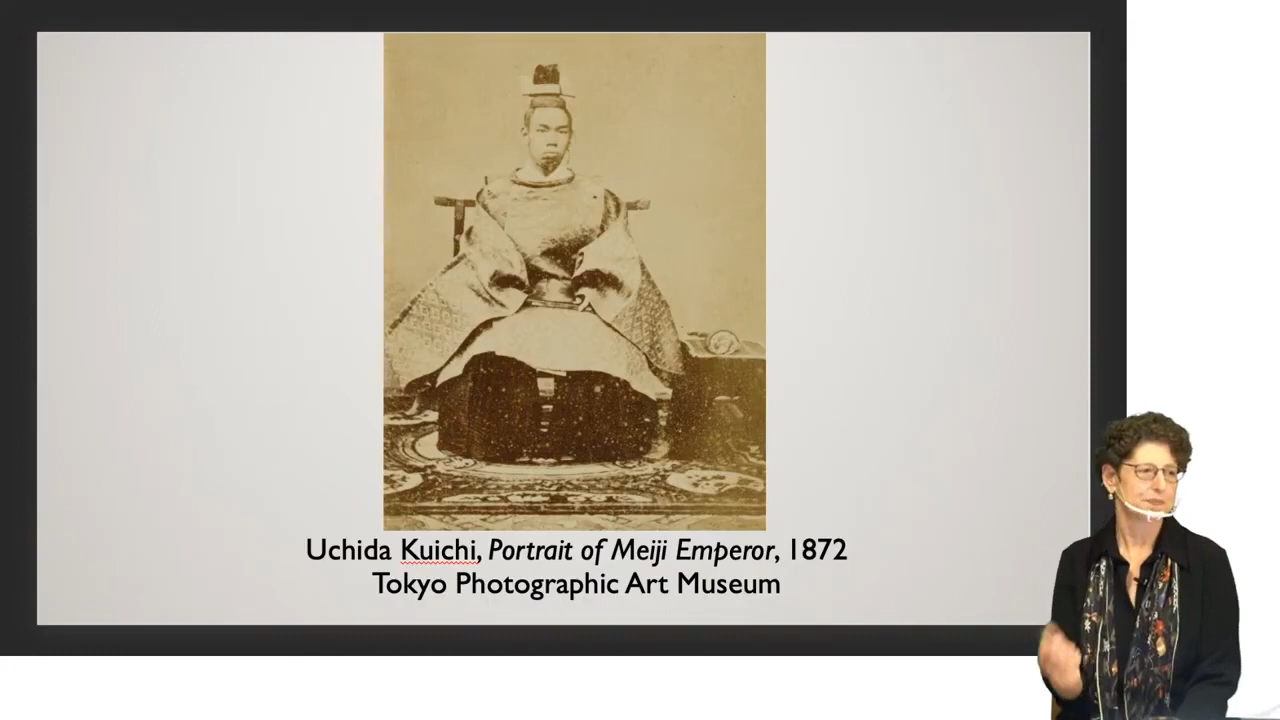 Uchida Kuichi, Portrait of Meiji Emperor, 1872
Tokyo Photographic Art Museum